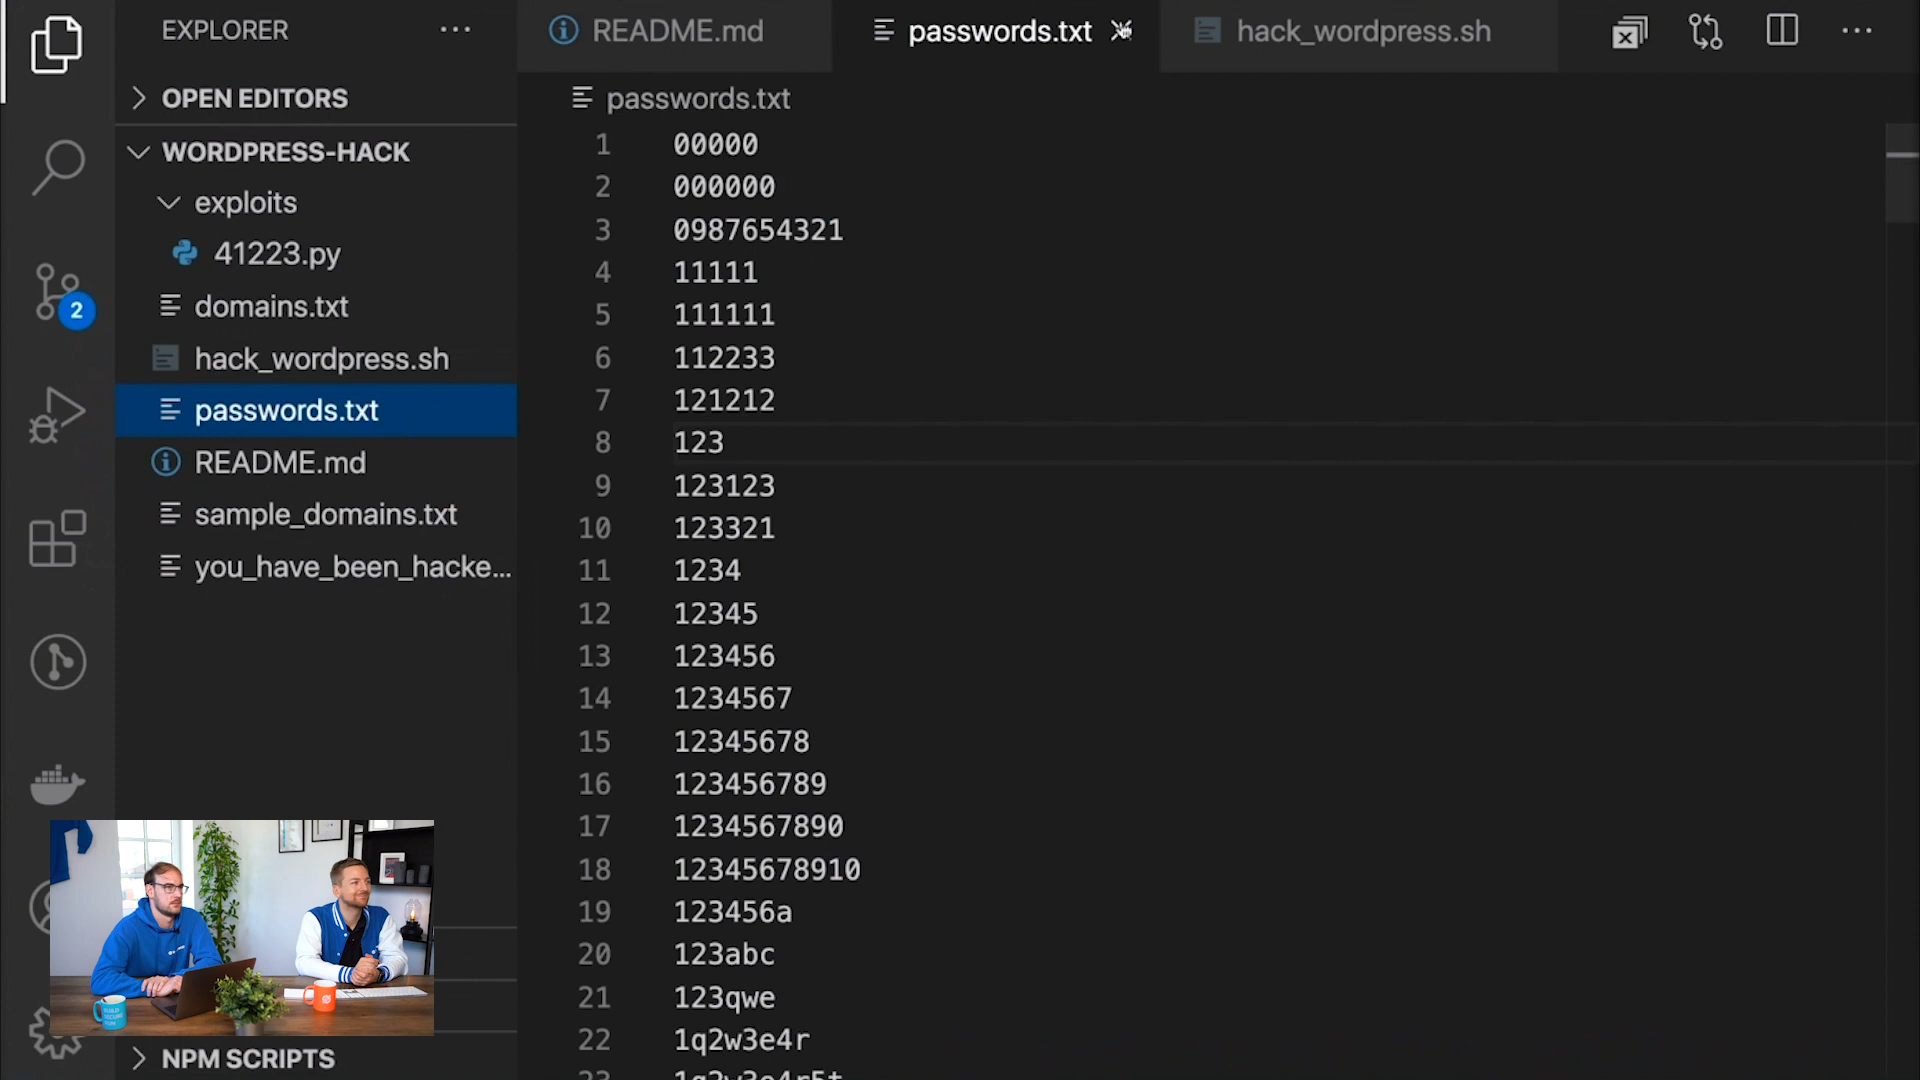 EXPLORER
OPEN EDITORS
WORDPRESS-HACK
exploits
41223.py
domains.txt
hack_wordpress.sh
passwords.txt
README.md
sample_domains.txt
you_have_been_hacke...
2
NPM SCRIPTS
README.md
passwords.txt
hack_wordpress.sh
passwords.txt
1 00000
2 000000
3 0987654321
4 11111
5 111111
6 112233
7 121212
8 123
9 123123
10 123321
11 1234
12 12345
13 123456
14 1234567
15 12345678
16 123456789
17 1234567890
18 12345678910
19 123456a
20 123abc
21 123qwe
22 1q2w3e4r
23 1q2w3e4r5t